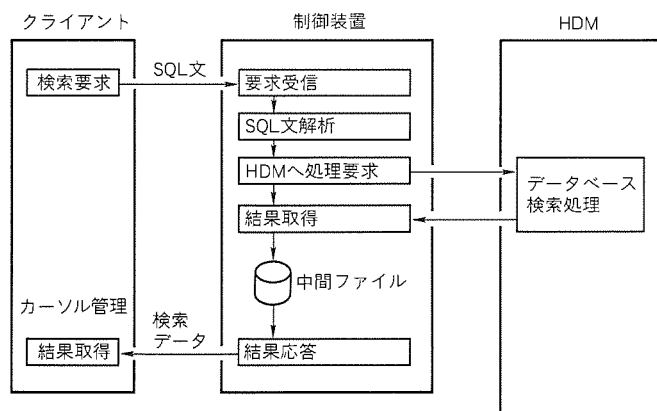 クライアント
制御装置
HDM
検索要求
SQL文
要求受信
SQL文解析
HDMへ処理要求
データベース
検索処理
結果取得
中間ファイル
カーソル管理
検索
データ
結果取得
結果応答